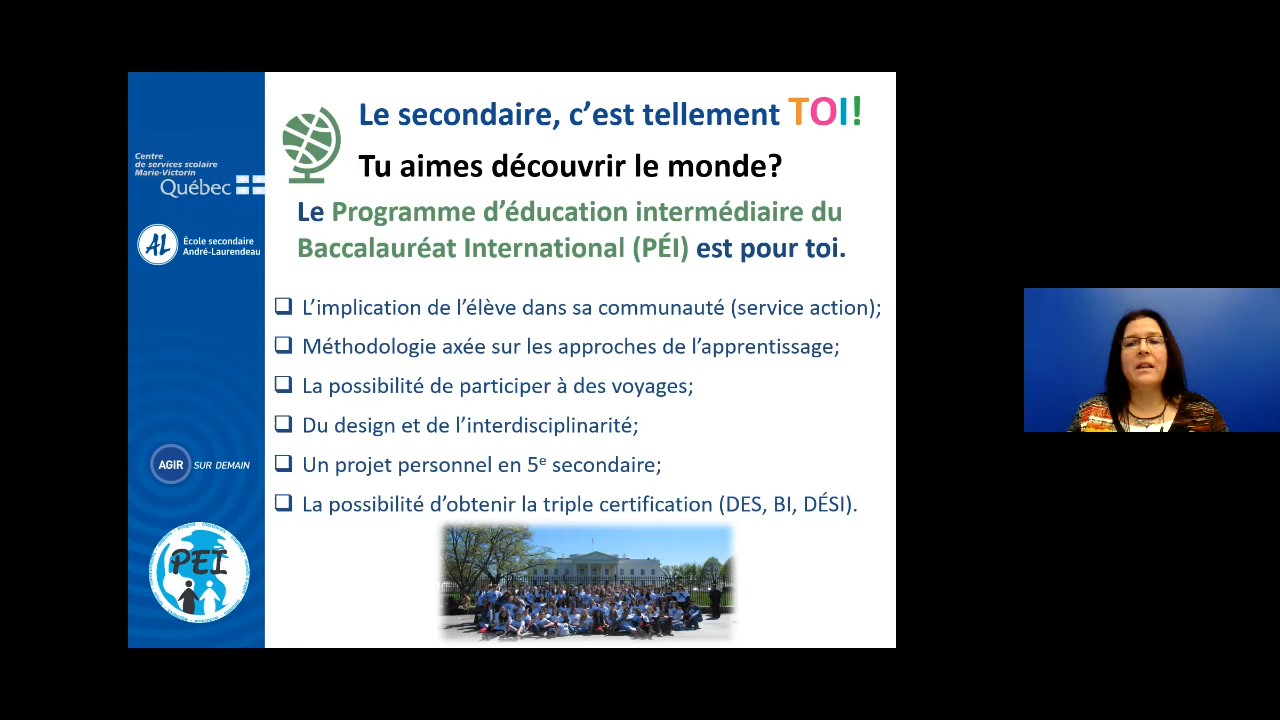 Le secondaire, c’est tellement TOI!
Tu aimes découvrir le monde?
Le Programme d’éducation intermédiaire du
Baccalauréat International (PÉI) est pour toi.
L’implication de l’élève dans sa communauté (service action);
Méthodologie axée sur les approches de l’apprentissage;
La possibilité de participer à des voyages;
Du design et de l’interdisciplinarité;
Un projet personnel en 5e secondaire;
La possibilité d’obtenir la triple certification (DES, BI, DÉSI).
Centre
de services scolaire
Marie-Victorin
Québec
AL
École secondaire
André-Laurendeau
AGIR SUR DEMAIN
PEI